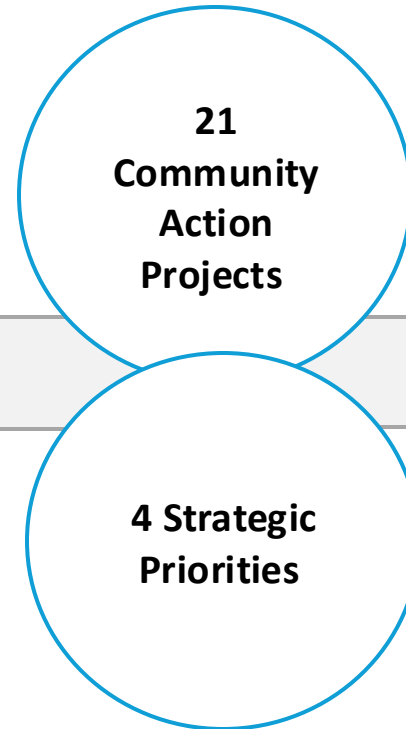 21
Community
Action
Projects
4 Strategic
Priorities